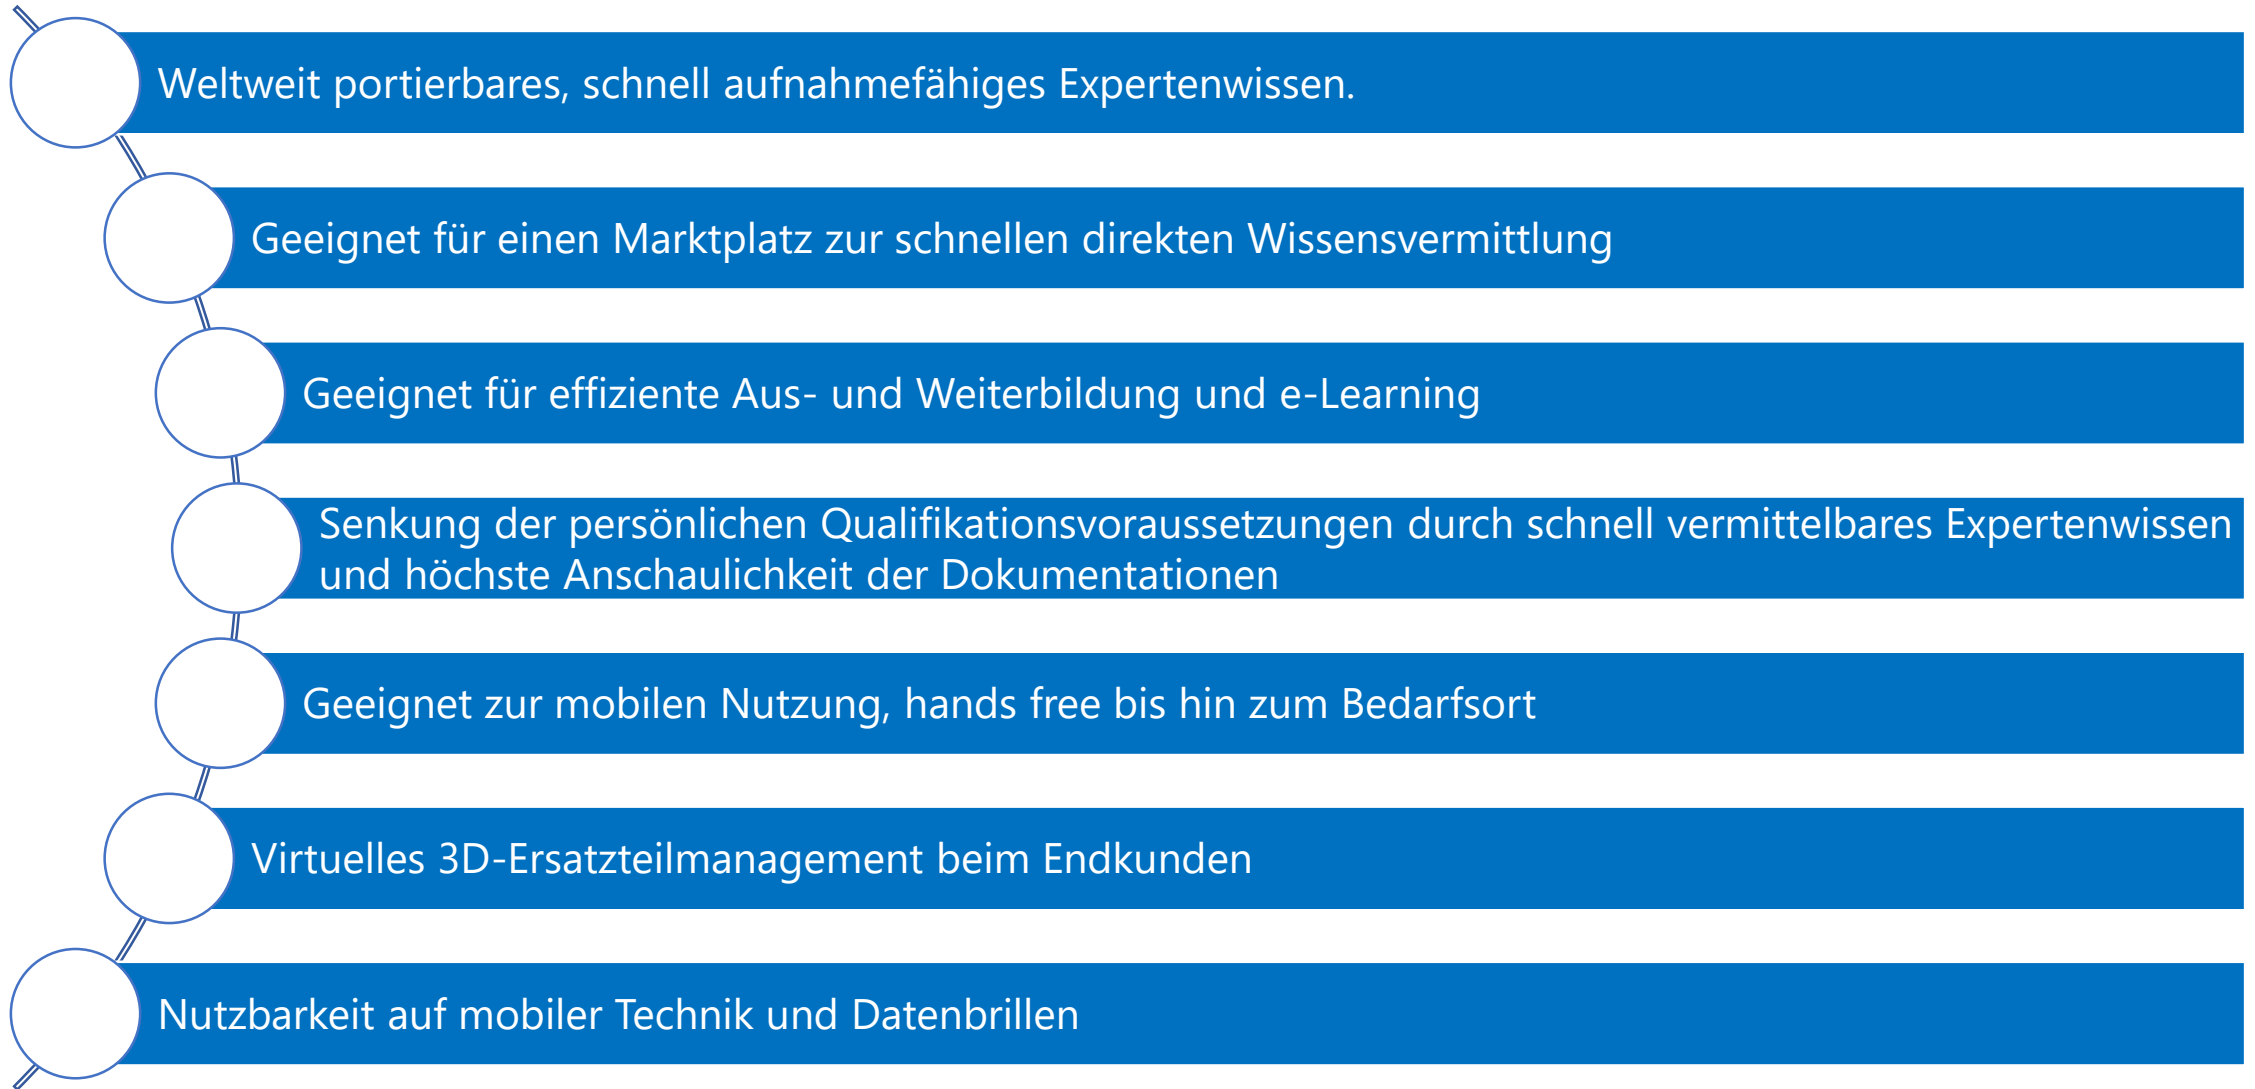 Weltweit portierbares, schnell aufnahmefähiges Expertenwissen.
Geeignet für einen Marktplatz zur schnellen direkten Wissensvermittlung
Geeignet für effiziente Aus- und Weiterbildung und e-Learning
Senkung der persönlichen Qualifikationsvoraussetzungen durch schnell vermittelbares Expertenwissen
und höchste Anschaulichkeit der Dokumentationen
Geeignet zur mobilen Nutzung, hands free bis hin zum Bedarfsort
Virtuelles 3D-Ersatzteilmanagement beim Endkunden
Nutzbarkeit auf mobiler Technik und Datenbrillen